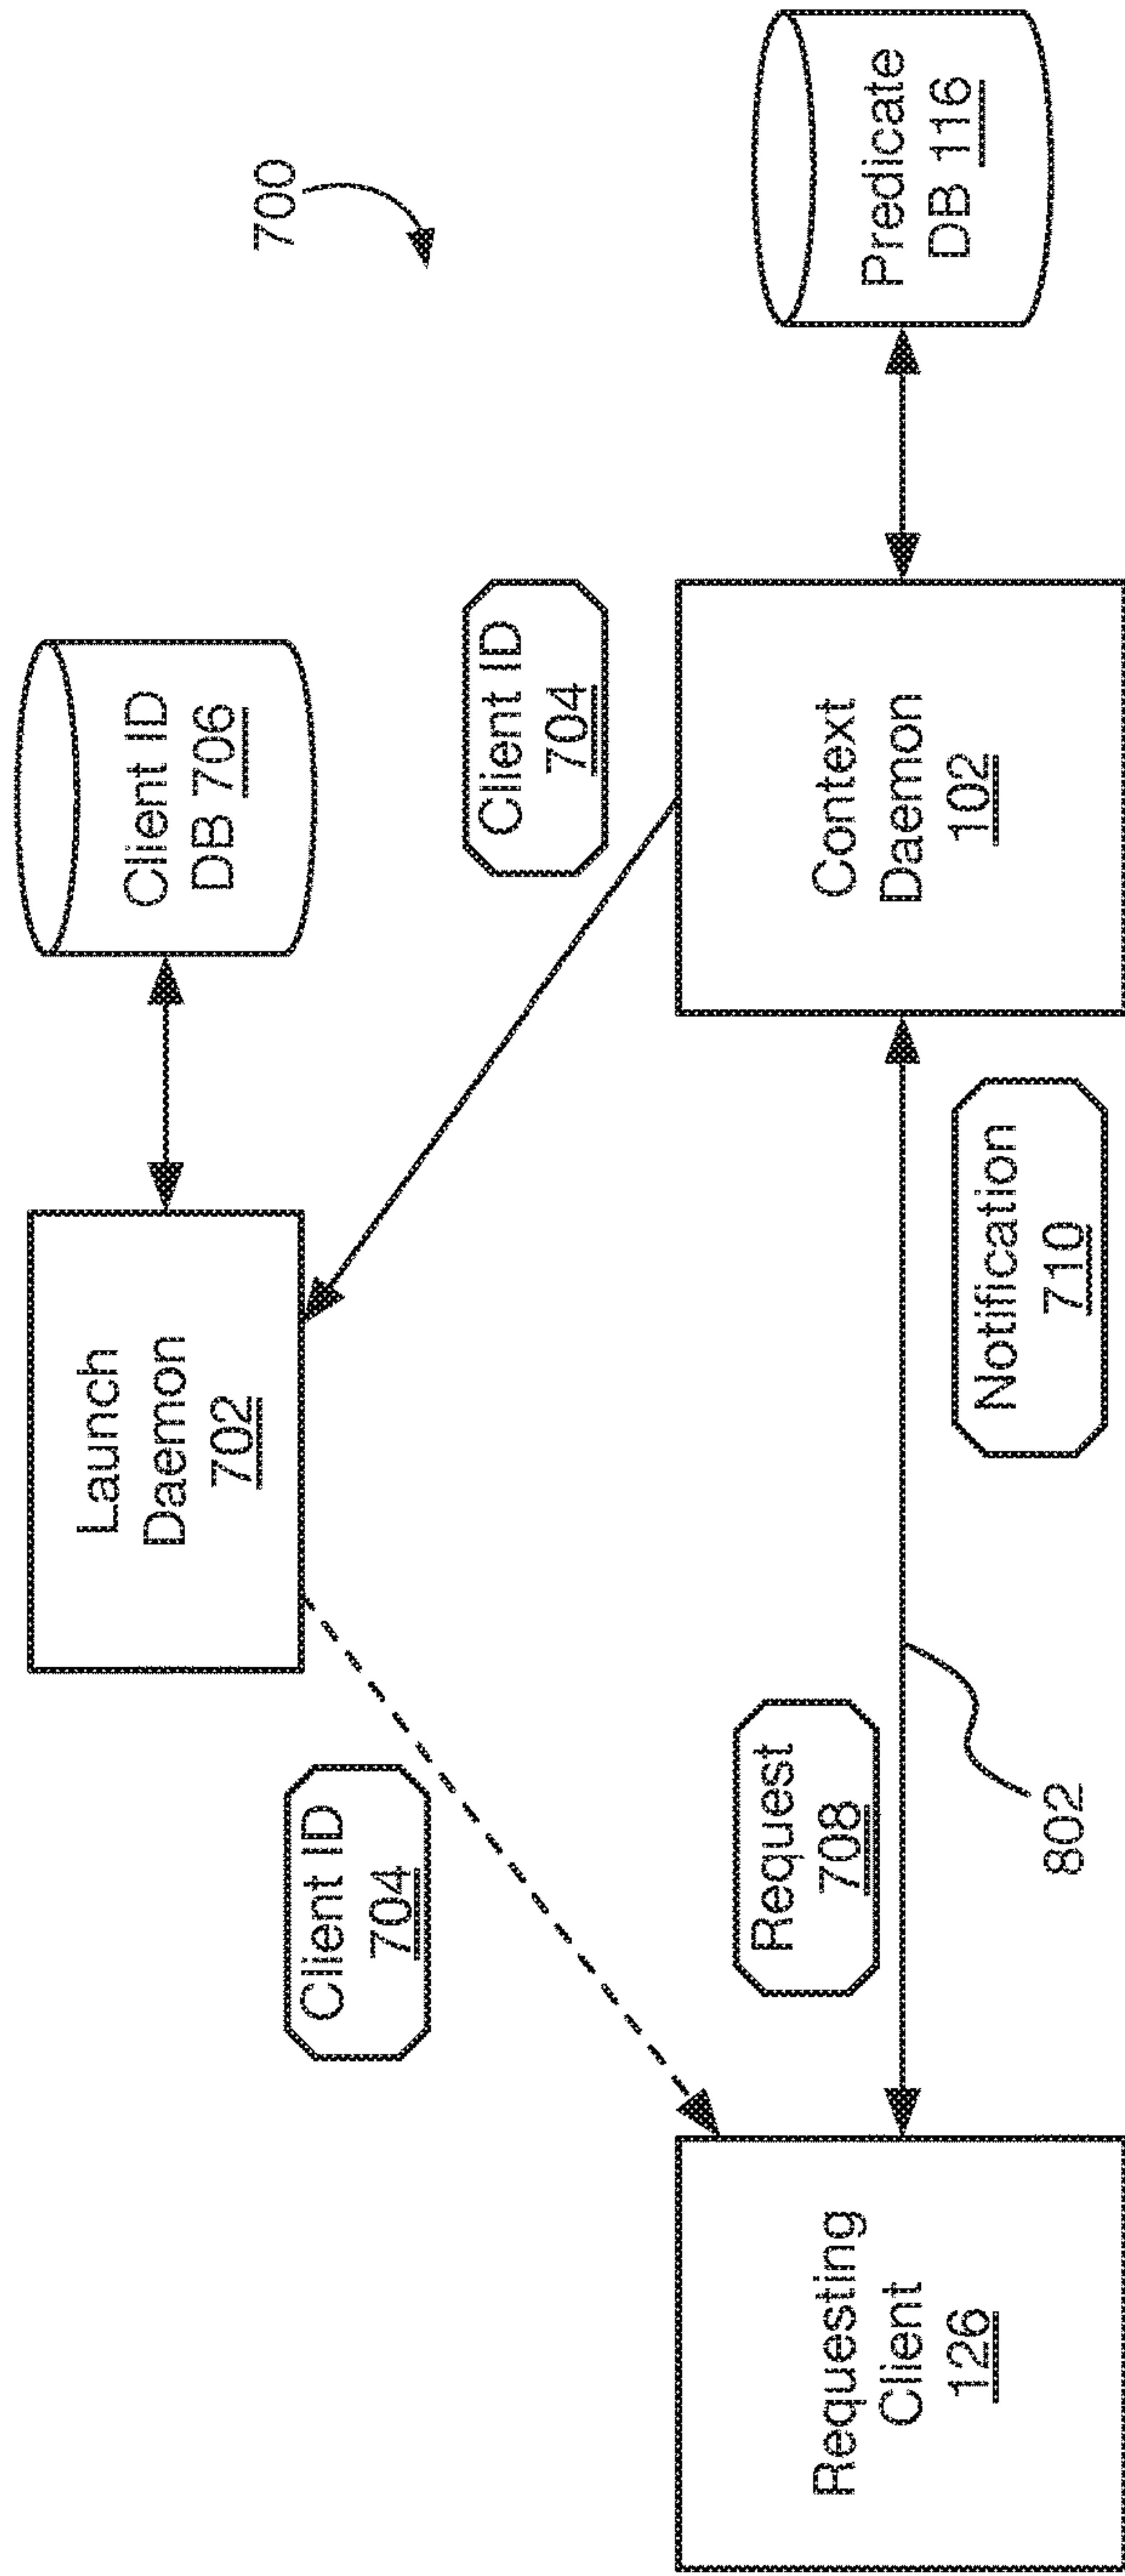 700
Launch
Daemon
702
Client ID
DB 706
Client ID
704
Client ID
704
Request
708
Requesting
Client
126
802
Notification
710
Context
Daemon
102
Predicate
DB 116